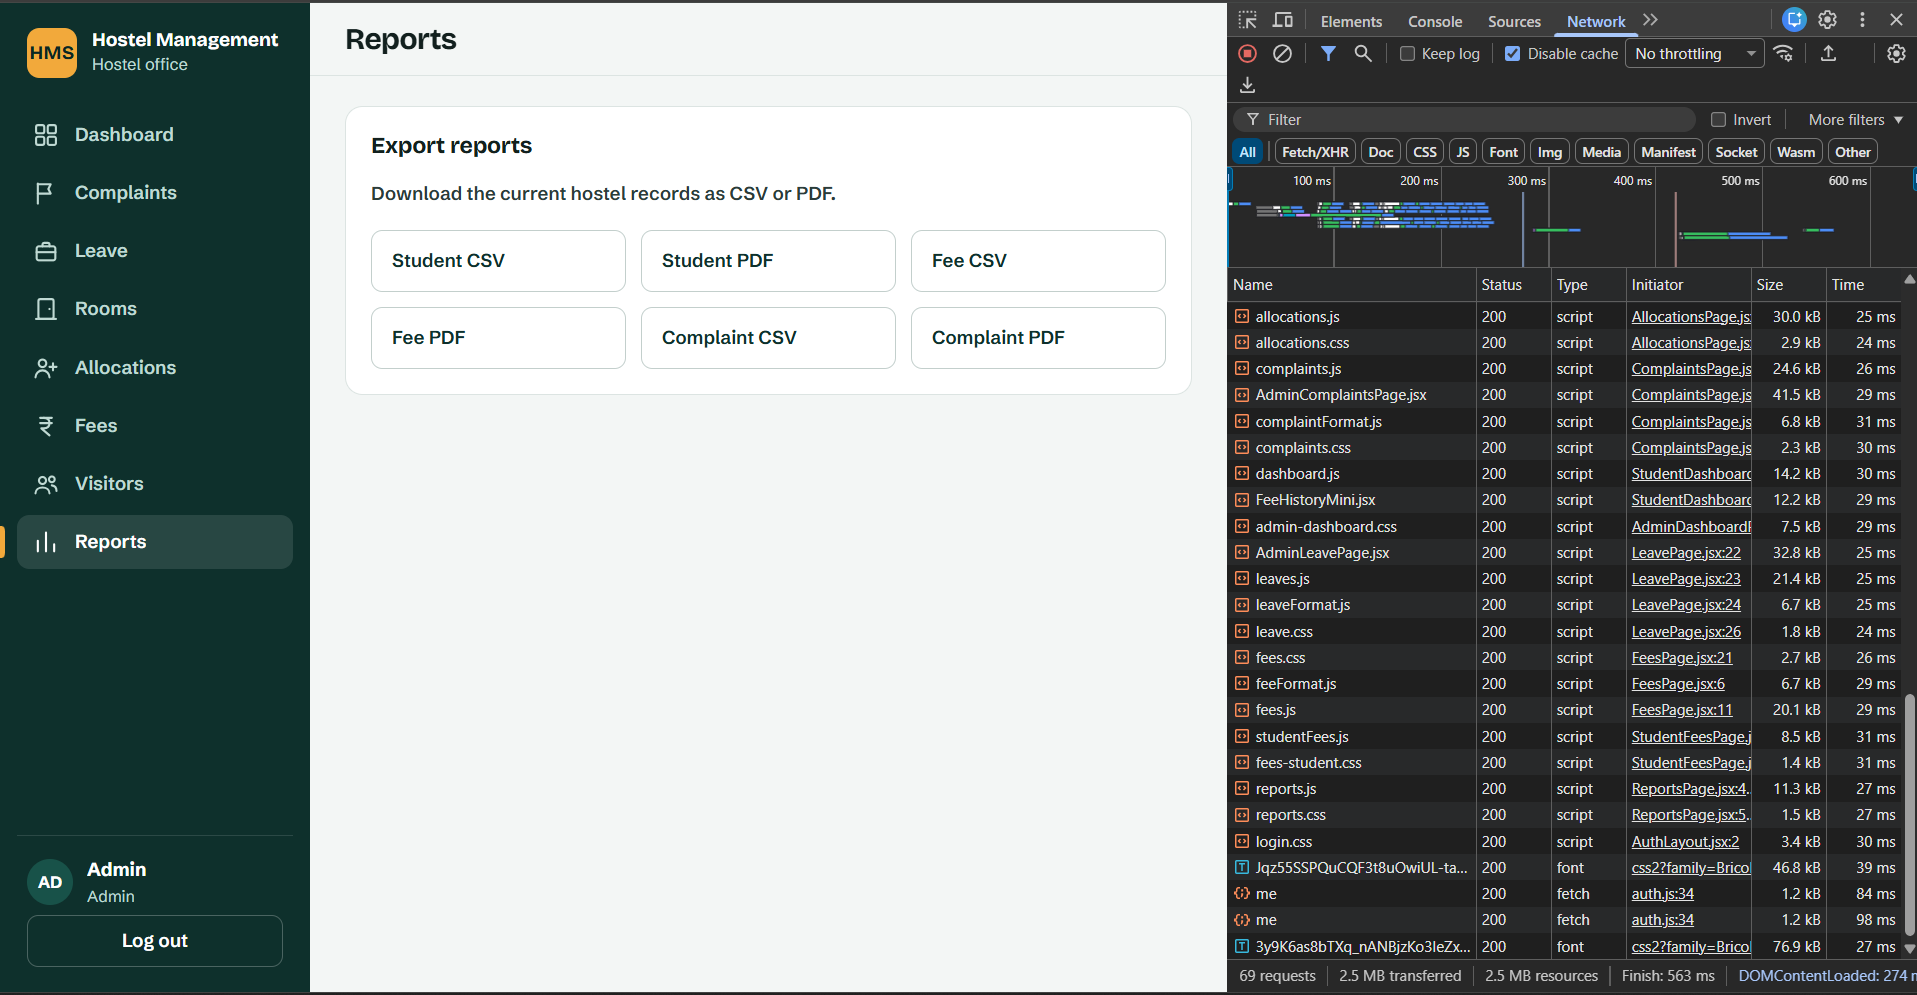 HMS
Hostel Management
Hostel office
Dashboard
Complaints
Leave
Rooms
Allocations
Fees
Visitors
Reports
AD
Admin
Admin
Log out
Reports
Export reports
Download the current hostel records as CSV or PDF.
Student CSV
Student PDF
Fee CSV
Fee PDF
Complaint CSV
Complaint PDF
Elements Console Sources Network
Keep log Disable cache No throttling
Filter Invert More filters
All Fetch/XHR Doc CSS JS Font Img Media Manifest Socket Wasm Other
100 ms 200 ms 300 ms 400 ms 500 ms 600 ms
Name Status Type Initiator Size Time
allocations.js 200 script AllocationsPage.js 30.0 kB 25 ms
allocations.css 200 script AllocationsPage.js 2.9 kB 24 ms
complaints.js 200 script ComplaintsPage.js 24.6 kB 26 ms
AdminComplaintsPage.jsx 200 script ComplaintsPage.js 41.5 kB 29 ms
complaintFormat.js 200 script ComplaintsPage.js 6.8 kB 31 ms
complaints.css 200 script ComplaintsPage.js 2.3 kB 30 ms
dashboard.js 200 script StudentDashboard 14.2 kB 30 ms
FeeHistoryMini.jsx 200 script StudentDashboard 12.2 kB 29 ms
admin-dashboard.css 200 script AdminDashboardP 7.5 kB 29 ms
AdminLeavePage.jsx 200 script LeavePage.jsx:22 32.8 kB 25 ms
leaves.js 200 script LeavePage.jsx:23 21.4 kB 25 ms
leaveFormat.js 200 script LeavePage.jsx:24 6.7 kB 25 ms
leave.css 200 script LeavePage.jsx:26 1.8 kB 24 ms
fees.css 200 script FeesPage.jsx:21 2.7 kB 26 ms
feeFormat.js 200 script FeesPage.jsx:6 6.7 kB 29 ms
fees.js 200 script FeesPage.jsx:11 20.1 kB 29 ms
studentFees.js 200 script StudentFeesPage.j 8.5 kB 31 ms
fees-student.css 200 script StudentFeesPage.j 1.4 kB 31 ms
reports.js 200 script ReportsPage.jsx:4... 11.3 kB 27 ms
reports.css 200 script ReportsPage.jsx:5... 1.5 kB 27 ms
login.css 200 script AuthLayout.jsx:2 3.4 kB 30 ms
Jqz55SSPQuCQF3t8uOwiUL-ta... 200 font css2?family=Brico 46.8 kB 39 ms
me 200 fetch auth.js:34 1.2 kB 84 ms
me 200 fetch auth.js:34 1.2 kB 98 ms
3y9K6as8bTXq_nANBjzKo3IeZx... 200 font css2?family=Brico 76.9 kB 27 ms
69 requests 2.5 MB transferred 2.5 MB resources Finish: 563 ms DOMContentLoaded: 274 m